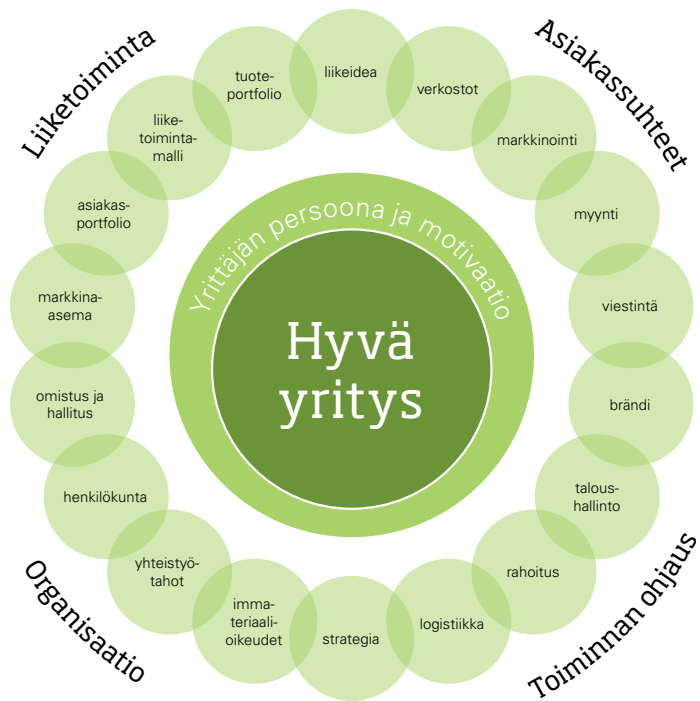 Liiketoiminta
Asiakassuhteet
Toiminnan ohjaus
Organisaatio
Yrittäjän persoona ja motivaatio
Hyvä
yritys
liikeidea
verkostot
markkinointi
myynti
viestintä
brändi
talous-
hallinto
rahoitus
logistiikka
strategia
imma-
teriaali-
oikeudet
yhteistyö-
tahot
henkilökunta
omistus ja
hallitus
markkina-
asema
asiakas-
portfolio
liike-
toiminta-
malli
tuote-
portfolio